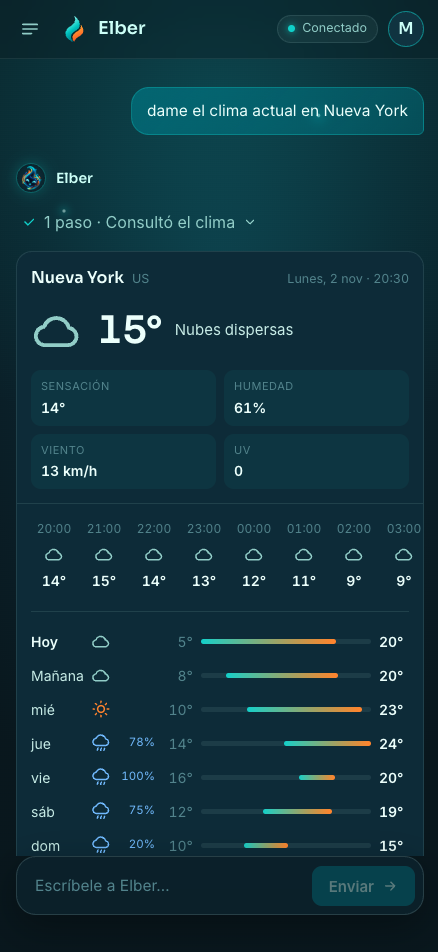 Elber
Conectado
M
dame el clima actual en Nueva York
Elber
1 paso · Consultó el clima
Nueva York US
Lunes, 2 nov · 20:30
15° Nubes dispersas
SENSACIÓN
14°
HUMEDAD
61%
VIENTO
13 km/h
UV
0
20:00 21:00 22:00 23:00 00:00 01:00 02:00 03:00
14° 15° 14° 13° 12° 11° 9° 9°
Hoy 5° 20°
Mañana 8° 20°
mié 10° 23°
jue 78% 14° 24°
vie 100% 16° 20°
sáb 75% 12° 19°
dom 20% 10° 15°
Escríbele a Elber...
Enviar →